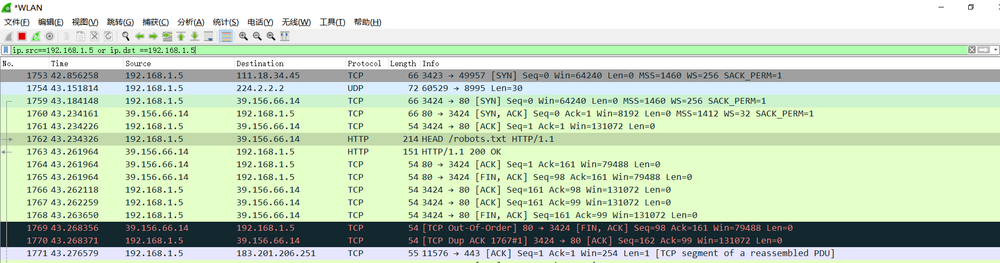 *WLAN
文件(F) 编辑(E) 视图(V) 跳转(G) 捕获(C) 分析(A) 统计(S) 电话(Y) 无线(W) 工具(T) 帮助(H)
ip.src==192.168.1.5 or ip.dst ==192.168.1.5
No. Time Source Destination Protocol Length Info
1753 42.856258 192.168.1.5 111.18.34.45 TCP 66 3423 → 49957 [SYN] Seq=0 Win=64240 Len=0 MSS=1460 WS=256 SACK_PERM=1
1754 43.151814 192.168.1.5 224.2.2.2 UDP 72 60529 → 8995 Len=30
1759 43.184148 192.168.1.5 39.156.66.14 TCP 66 3424 → 80 [SYN] Seq=0 Win=64240 Len=0 MSS=1460 WS=256 SACK_PERM=1
1760 43.234161 39.156.66.14 192.168.1.5 TCP 66 80 → 3424 [SYN, ACK] Seq=0 Ack=1 Win=8192 Len=0 MSS=1412 WS=32 SACK_PERM=1
1761 43.234226 192.168.1.5 39.156.66.14 TCP 54 3424 → 80 [ACK] Seq=1 Ack=1 Win=131072 Len=0
1762 43.234326 192.168.1.5 39.156.66.14 HTTP 214 HEAD /robots.txt HTTP/1.1
1763 43.261964 39.156.66.14 192.168.1.5 HTTP 151 HTTP/1.1 200 OK
1764 43.261964 39.156.66.14 192.168.1.5 TCP 54 80 → 3424 [ACK] Seq=1 Ack=161 Win=79488 Len=0
1765 43.261964 39.156.66.14 192.168.1.5 TCP 54 80 → 3424 [FIN, ACK] Seq=98 Ack=161 Win=79488 Len=0
1766 43.262118 192.168.1.5 39.156.66.14 TCP 54 3424 → 80 [ACK] Seq=161 Ack=98 Win=131072 Len=0
1767 43.262259 192.168.1.5 39.156.66.14 TCP 54 3424 → 80 [ACK] Seq=161 Ack=99 Win=131072 Len=0
1768 43.263650 192.168.1.5 39.156.66.14 TCP 54 3424 → 80 [FIN, ACK] Seq=161 Ack=99 Win=131072 Len=0
1769 43.268356 39.156.66.14 192.168.1.5 TCP 54 [TCP Out-Of-Order] 80 → 3424 [FIN, ACK] Seq=98 Ack=161 Win=79488 Len=0
1770 43.268371 192.168.1.5 39.156.66.14 TCP 54 [TCP Dup ACK 1767#1] 3424 → 80 [ACK] Seq=162 Ack=99 Win=131072 Len=0
1771 43.276579 192.168.1.5 183.201.206.251 TCP 55 11576 → 443 [ACK] Seq=1 Ack=1 Win=254 Len=1 [TCP segment of a reassembled PDU]